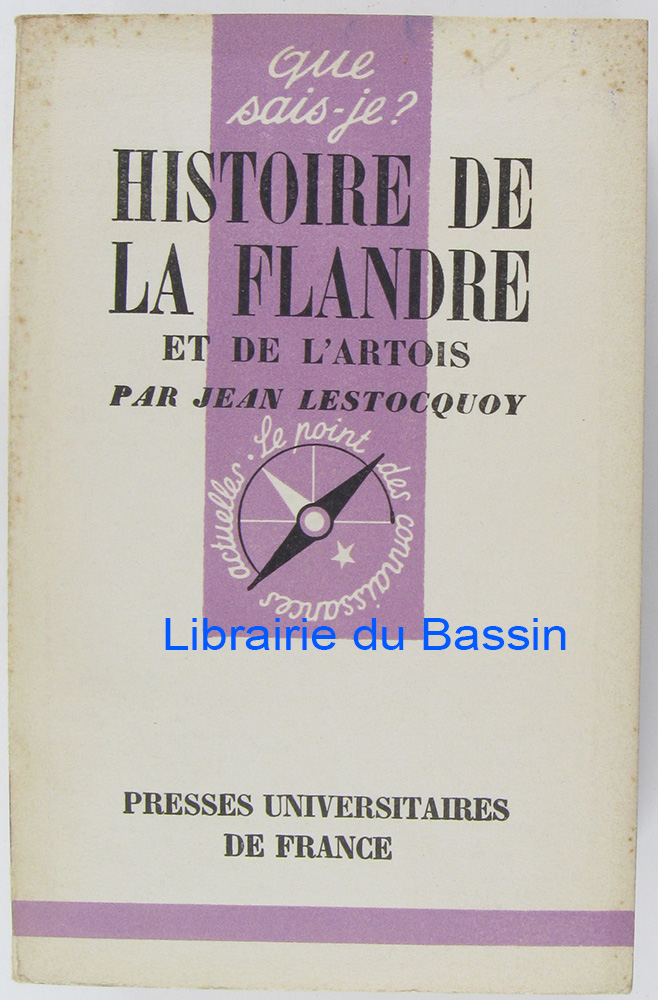 que
sais-je?
HISTOIRE DE
LA FLANDRE
ET DE L'ARTOIS
PAR JEAN LESTOCQUOY
Le point des connaissances actuelles.
Librairie du Bassin
PRESSES UNIVERSITAIRES
DE FRANCE